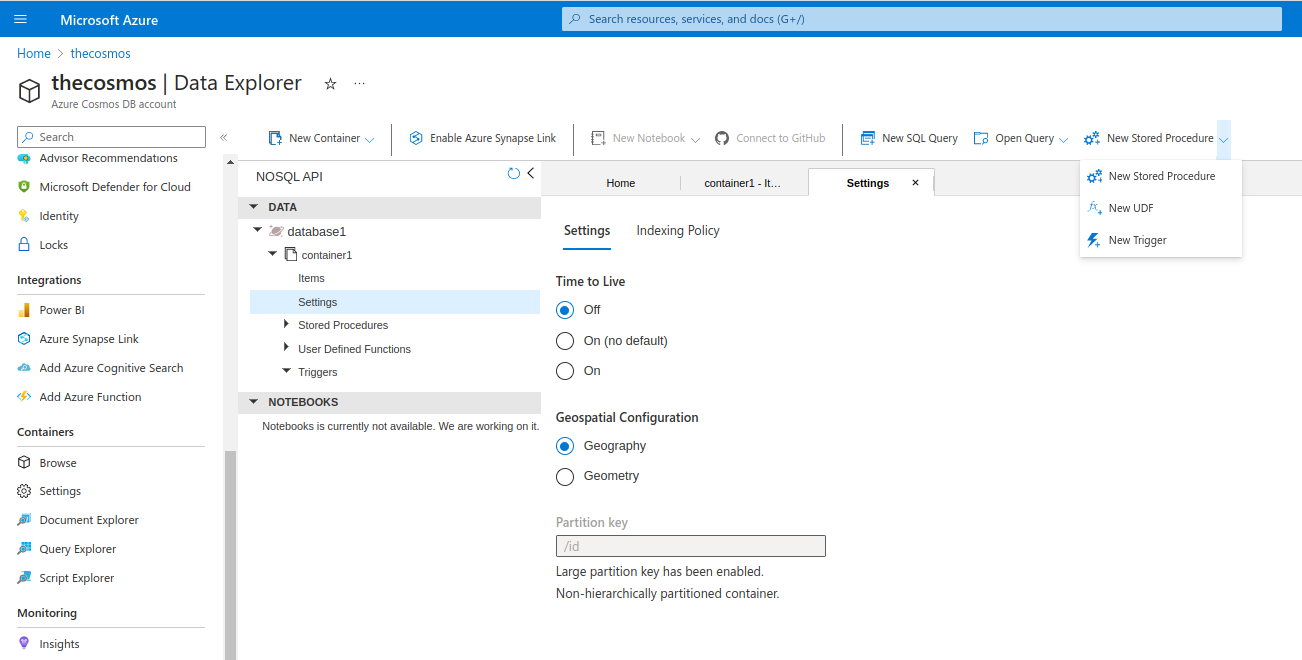 Microsoft Azure
Search resources, services, and docs (G+/)
Home > thecosmos
thecosmos | Data Explorer
Azure Cosmos DB account
Search
Advisor Recommendations
Microsoft Defender for Cloud
Identity
Locks
Integrations
Power BI
Azure Synapse Link
Add Azure Cognitive Search
Add Azure Function
Containers
Browse
Settings
Document Explorer
Query Explorer
Script Explorer
Monitoring
Insights
New Container
Enable Azure Synapse Link
New Notebook
Connect to GitHub
New SQL Query
Open Query
New Stored Procedure
New Stored Procedure
New UDF
New Trigger
NOSQL API
DATA
database1
container1
Items
Settings
Stored Procedures
User Defined Functions
Triggers
NOTEBOOKS
Notebooks is currently not available. We are working on it.
Home
container1 - It...
Settings
Settings
Indexing Policy
Time to Live
Off
On (no default)
On
Geospatial Configuration
Geography
Geometry
Partition key
/id
Large partition key has been enabled.
Non-hierarchically partitioned container.